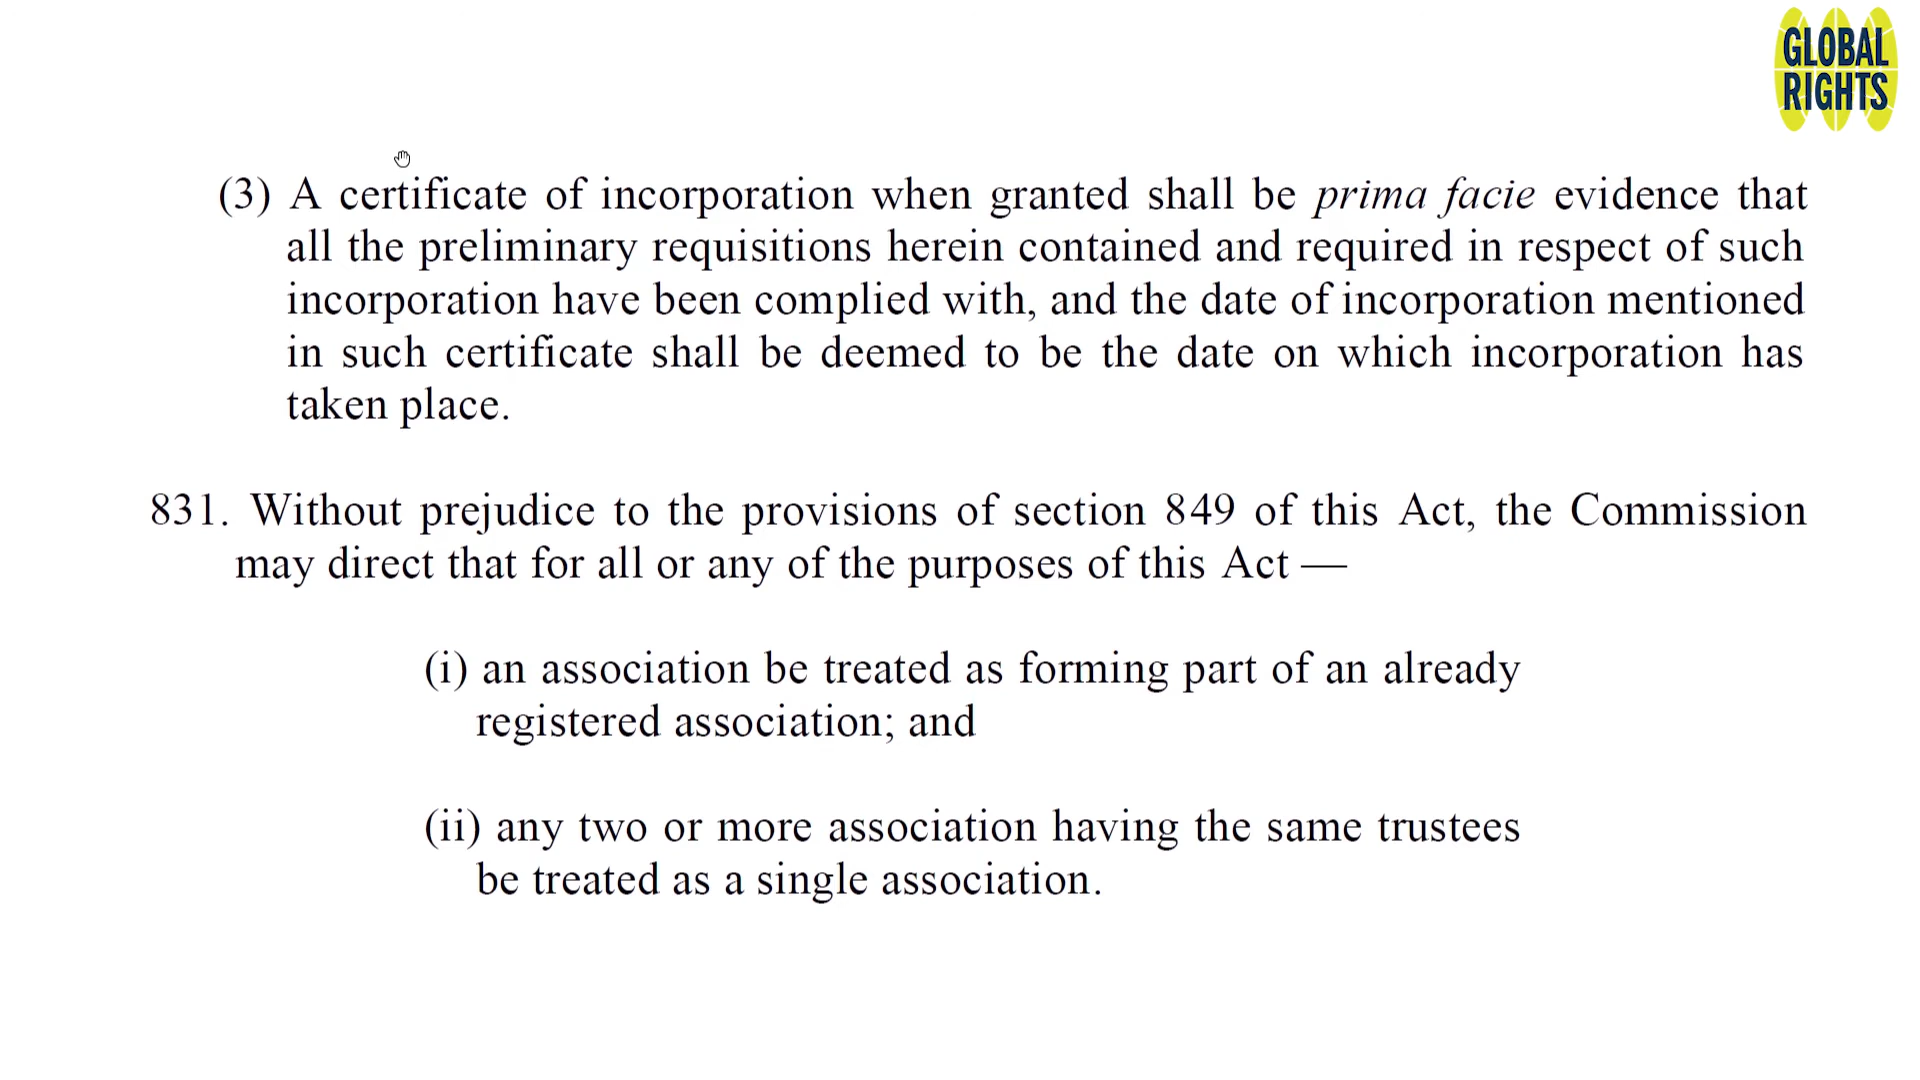 GLOBAL
RIGHTS
(3) A certificate of incorporation when granted shall be prima facie evidence that
all the preliminary requisitions herein contained and required in respect of such
incorporation have been complied with, and the date of incorporation mentioned
in such certificate shall be deemed to be the date on which incorporation has
taken place.
831. Without prejudice to the provisions of section 849 of this Act, the Commission
may direct that for all or any of the purposes of this Act —
(i) an association be treated as forming part of an already
registered association; and
(ii) any two or more association having the same trustees
be treated as a single association.